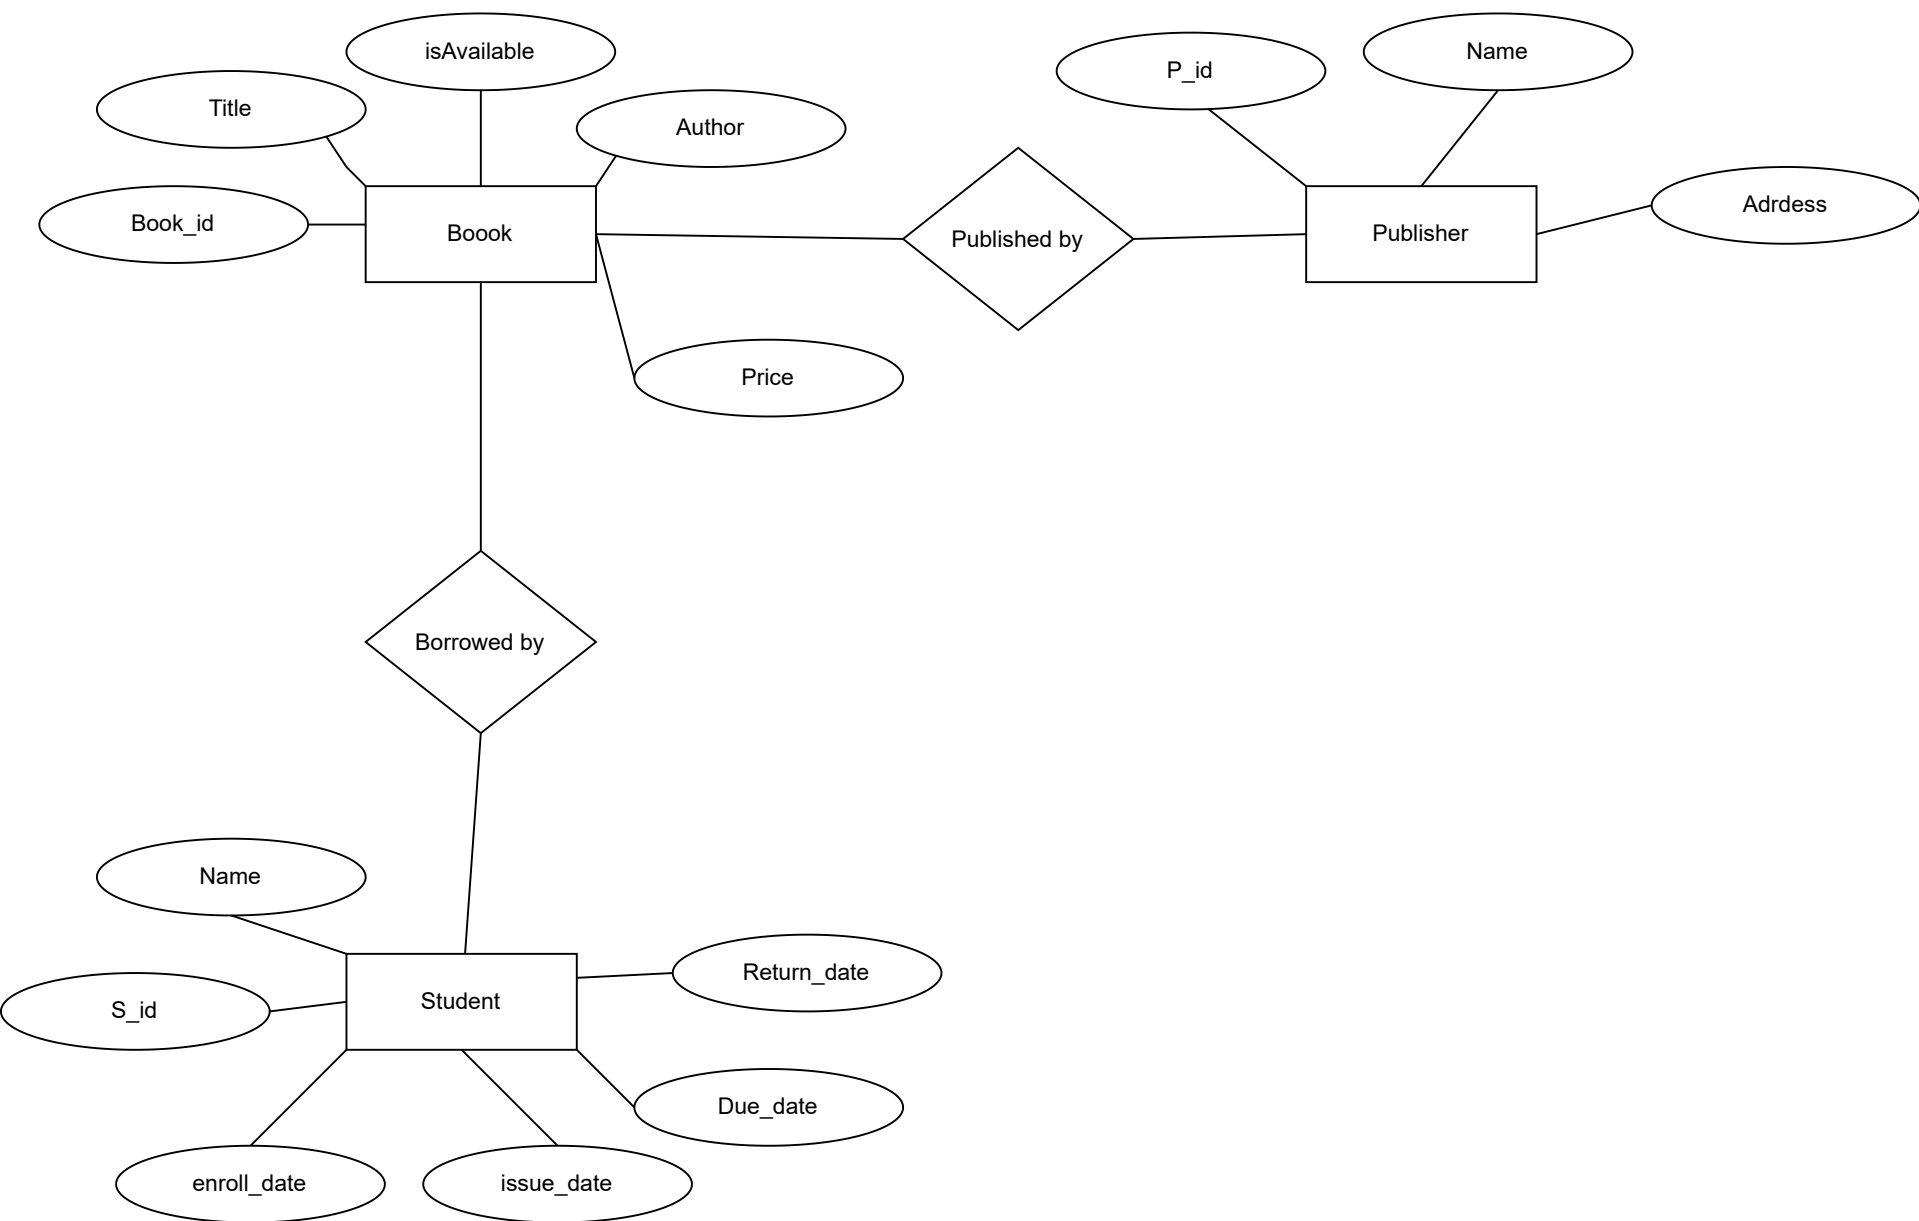 isAvailable
Name
P_id
Title
Author
Adrdess
Book_id
Boook
Published by
Publisher
Price
Borrowed by
Name
Return_date
Student
S_id
Due_date
enroll_date
issue_date